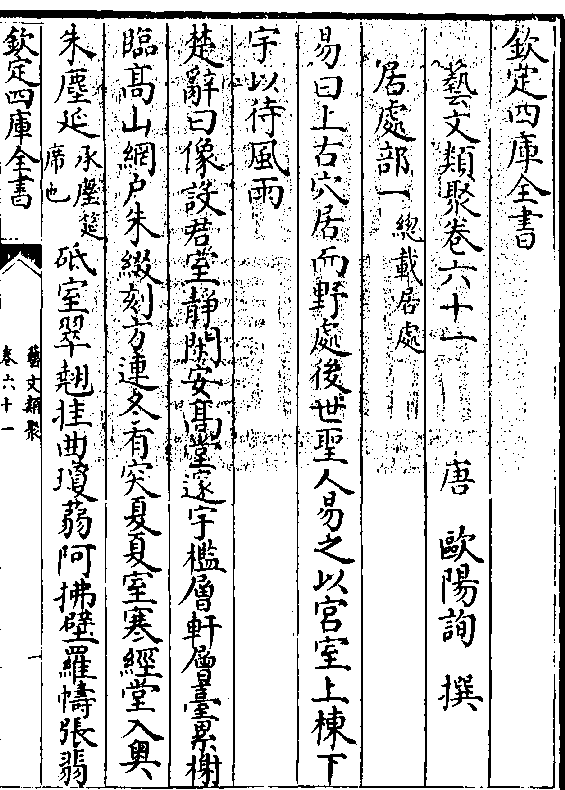 欽定四庫全書
藝文類聚卷六十一 唐 歐陽詢 撰
居處部一 總載居處
易曰上古穴居而野處後世聖人易之以宮室上棟下
宇以待風雨
楚辭曰像設君堂靜閒安高堂邃宇檻層軒層臺累榭
臨高山網户朱綴刻方連冬有突夏夏室寒經堂入奥
朱塵延 承塵筵席也 砥室翠翹挂曲瓊蒻阿拂壁羅幬張翡
欽定四庫全書
藝文類聚
卷六十一